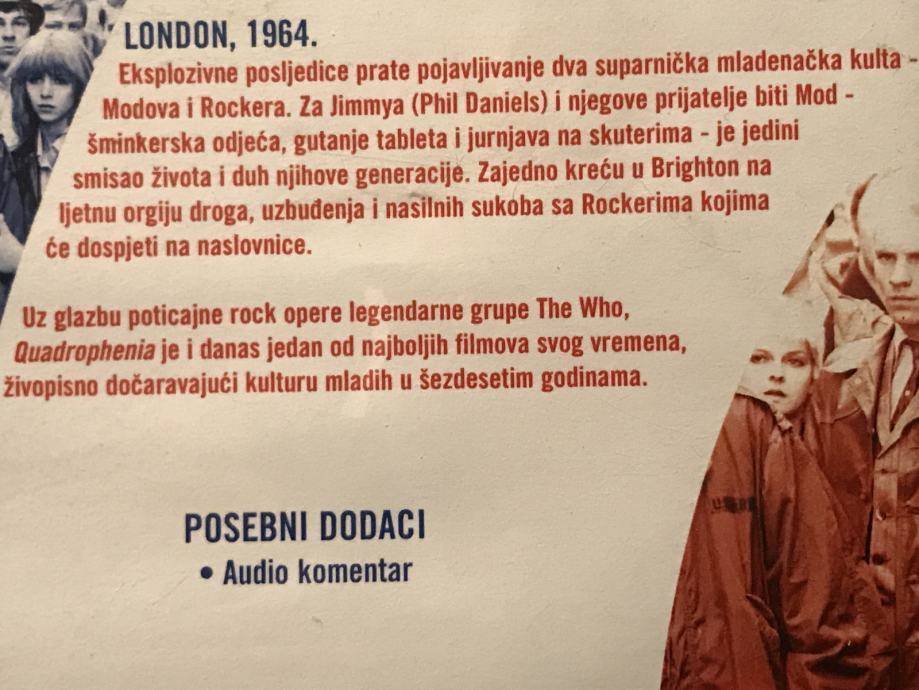 LONDON, 1964.
Eksplozivne posljedice prate pojavljivanje dva suparnička mladenačka kulta -
Modova i Rockera. Za Jimmya (Phil Daniels) i njegove prijatelje biti Mod -
šminkerska odjeća, gutanje tableta i jurnjava na skuterima - je jedini
smisao života i duh njihove generacije. Zajedno kreću u Brighton na
ljetnu orgiju droga, uzbuđenja i nasilnih sukoba sa Rockerima kojima
će dospjeti na naslovnice.
Uz glazbu poticajne rock opere legendarne grupe The Who,
Quadrophenia je i danas jedan od najboljih filmova svog vremena,
živopisno dočaravajući kulturu mladih u šezdesetim godinama.
POSEBNI DODACI
• Audio komentar